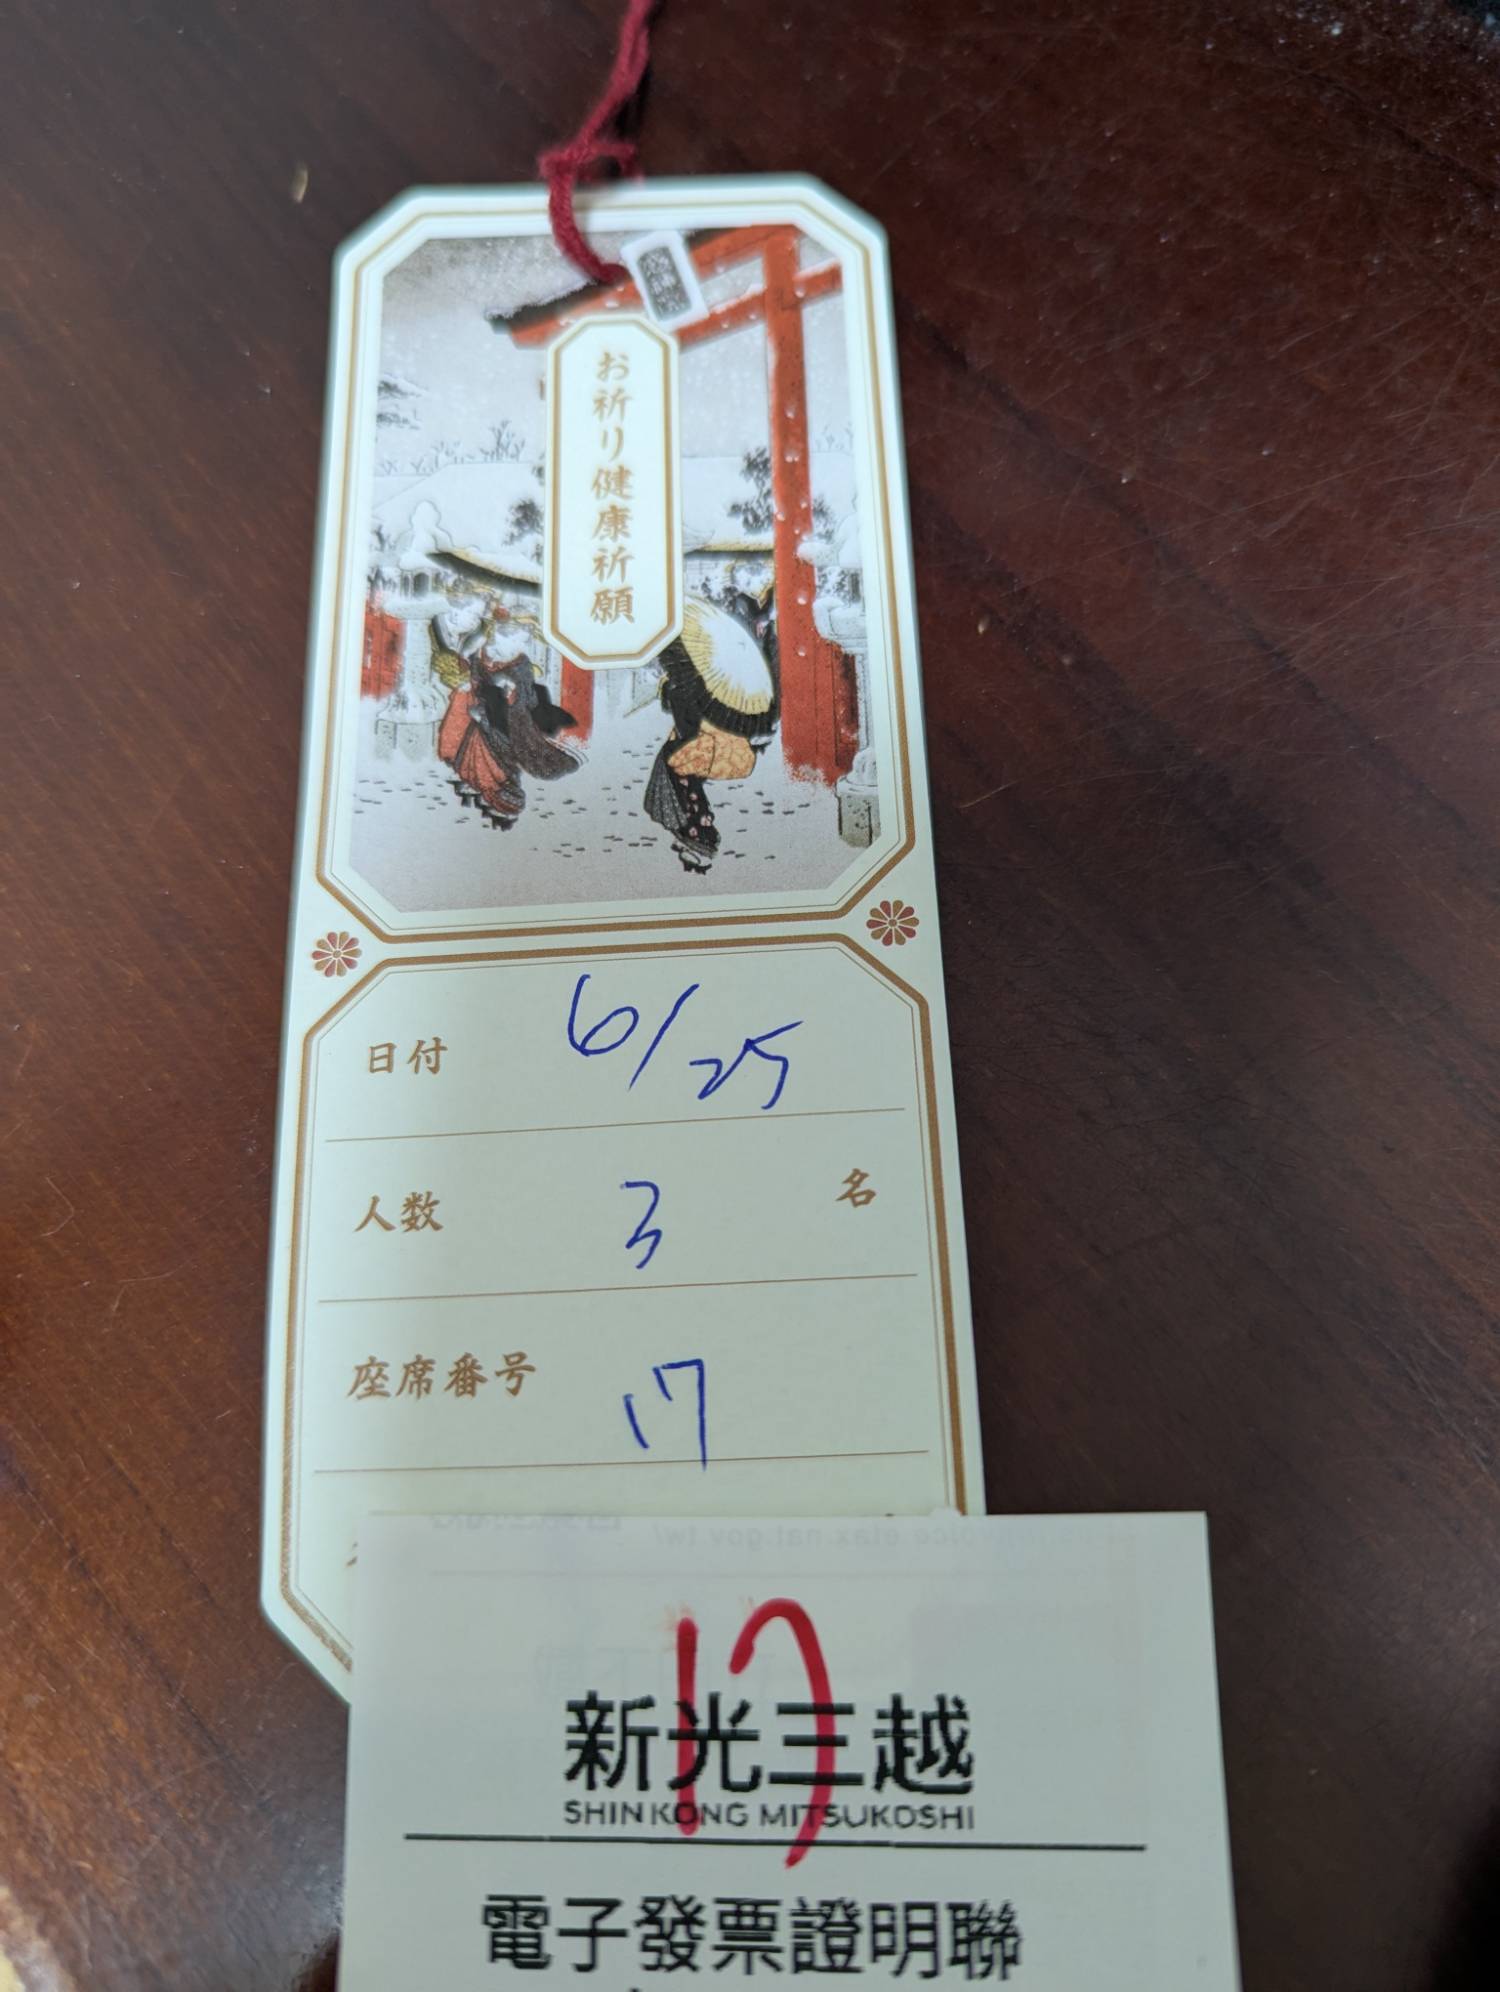 お祈り健康祈願
日付 6/25
人数 3 名
座席番号 17
17
新光三越
SHIN KONG MITSUKOSHI
電子發票證明聯